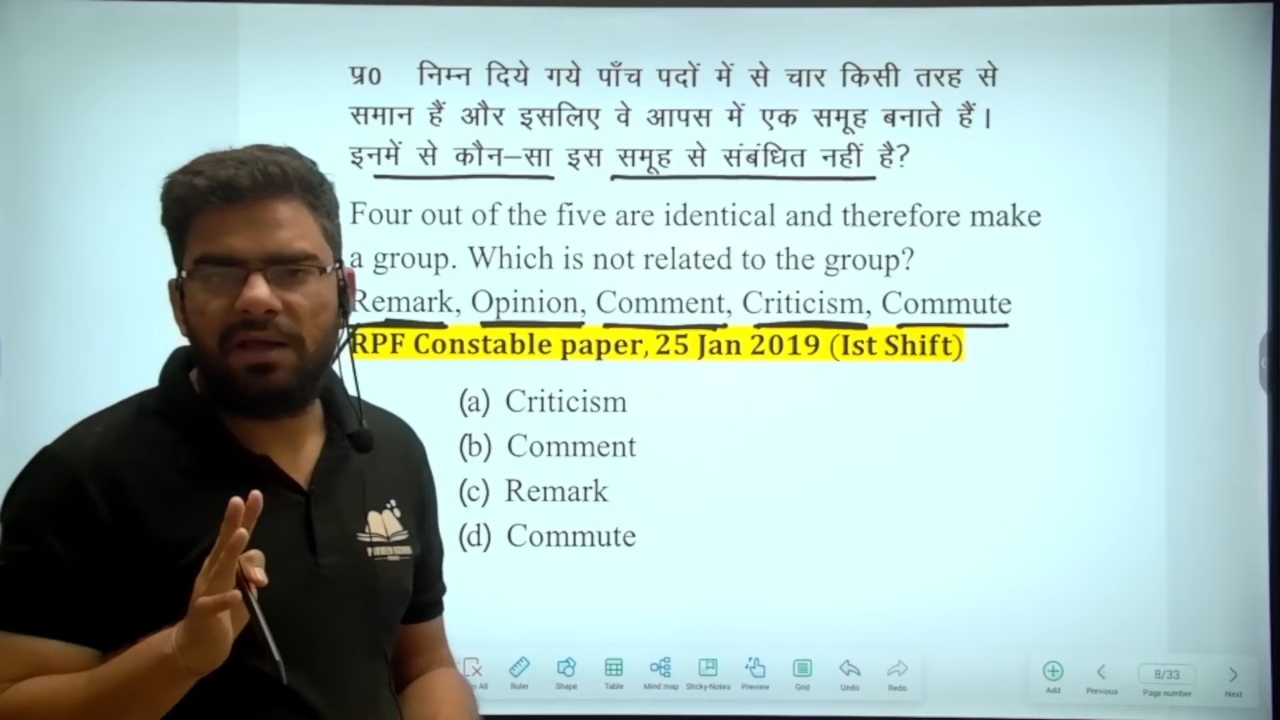 प्र0 निम्न दिये गये पाँच पदों में से चार किसी तरह से
समान हैं और इसलिए वे आपस में एक समूह बनाते हैं।
इनमें से कौन–सा इस समूह से संबंधित नहीं है?
Four out of the five are identical and therefore make
a group. Which is not related to the group?
Remark, Opinion, Comment, Criticism, Commute
RPF Constable paper, 25 Jan 2019 (Ist Shift)
(a) Criticism
(b) Comment
(c) Remark
(d) Commute
All Ruler Shape Table Mind map Sticky-Notes Preview Grid Undo Redo
Add Previous 8/33 Page number Next